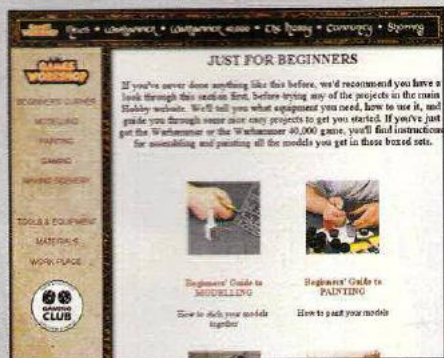 News • Warhammer • Warhammer 40,000 • The Hobby • Community • Shopping
GAMES
WORKSHOP
JUST FOR BEGINNERS
If you've never done anything like this before, we'd recommend you have a
look through this section first, before trying any of the projects in the main
Hobby website. We'll tell you what equipment you need, how to use it, and
guide you through some nice easy projects to get you started. If you've just
got the Warhammer or the Warhammer 40,000 game, you'll find instructions
for assembling and painting all the models you get in these boxed sets.
MODELLING
PAINTING
GAMING
MAKING SCENERY
TOOLS & EQUIPMENT
MATERIALS
WORK PLACE
GAMING
CLUB
Beginners' Guide to
MODELLING
How to stick your models
together
Beginners' Guide to
PAINTING
How to paint your models